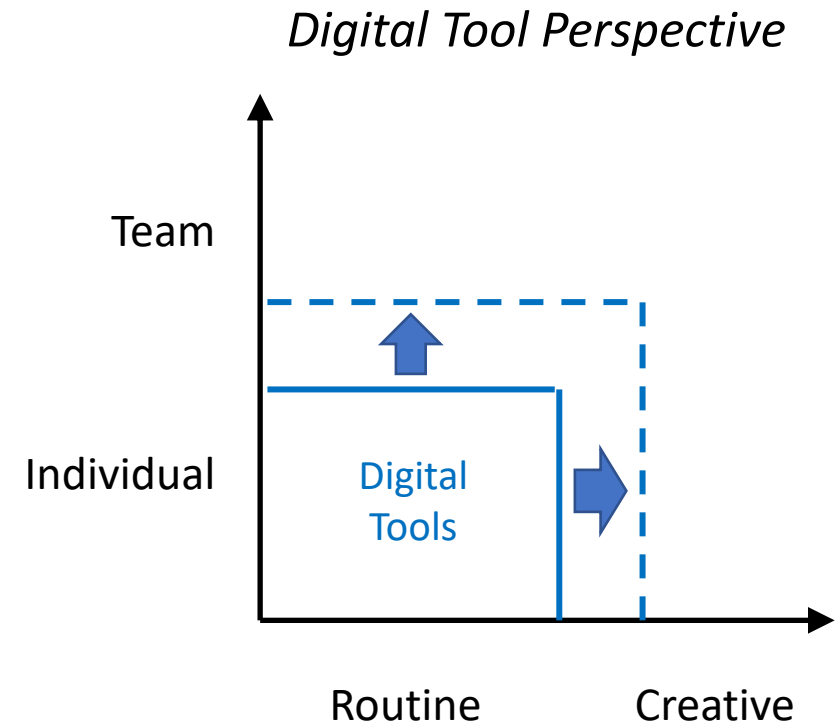 Digital Tool Perspective
Team
Individual
Digital
Tools
Routine
Creative